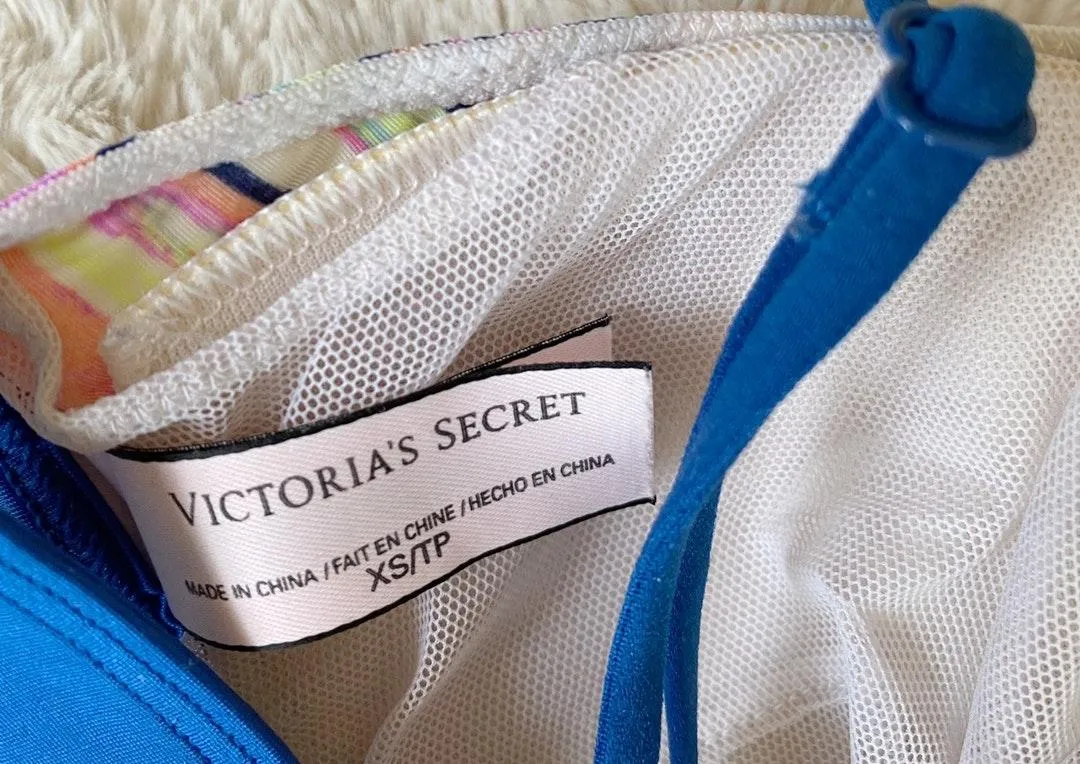 VICTORIA'S SECRET
MADE IN CHINA / FAIT EN CHINE / HECHO EN CHINA
XS/TP